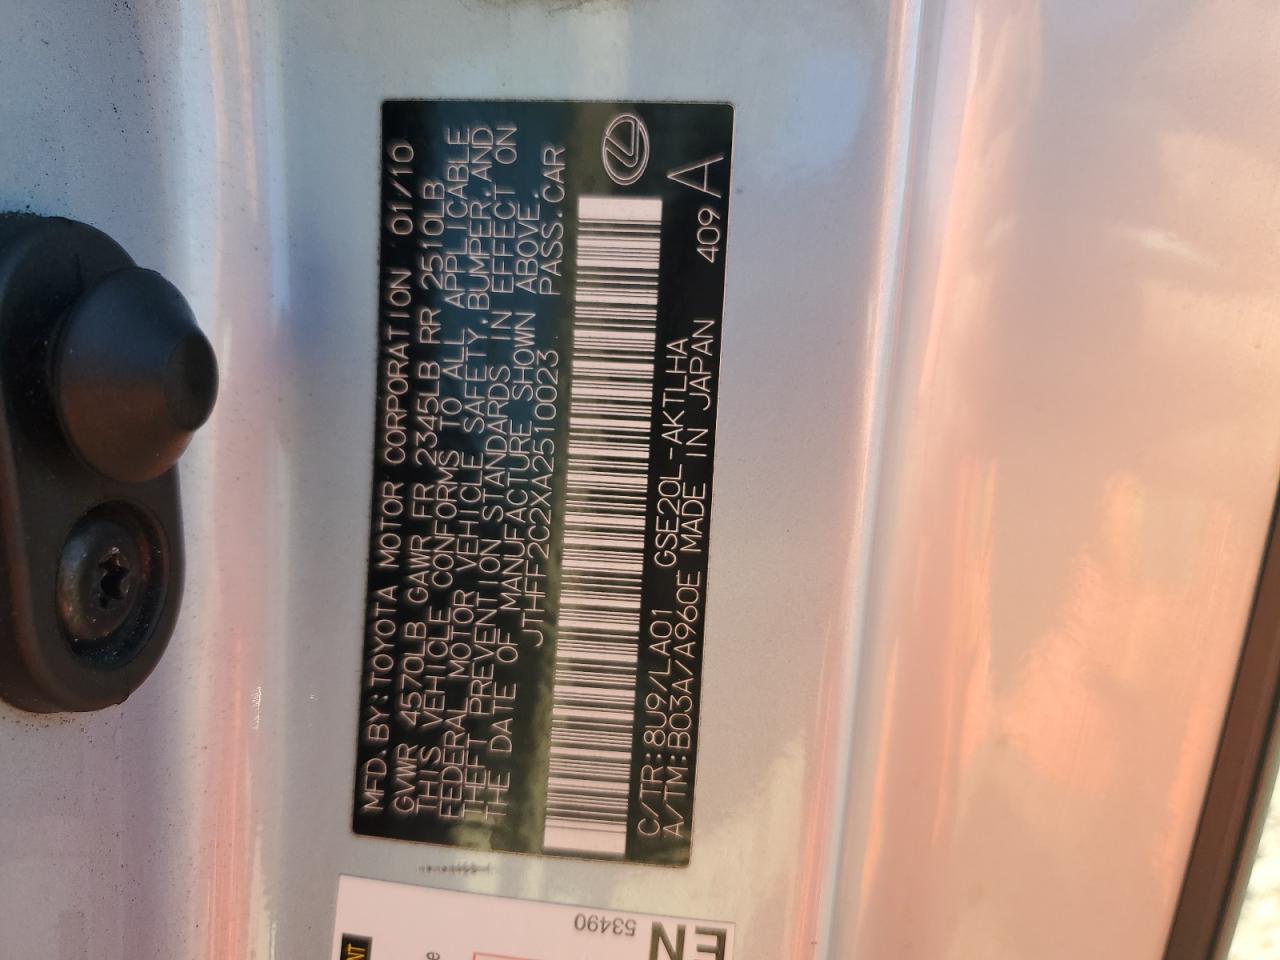 MFD. BY:TOYOTA MOTOR CORPORATION 01/10
GVWR 4570LB GAWR FR 2345LB RR 2510LB
THIS VEHICLE CONFORMS TO ALL APPLICABLE
FEDERAL MOTOR VEHICLE SAFETY, BUMPER, AND
THEFT PREVENTION STANDARDS IN EFFECT ON
THE DATE OF MANUFACTURE SHOWN ABOVE.
JTHFF2C2XA2510023 PASS.CAR
C/TR:8U9/LA01 GSE20L-AKTLHA 409A
A/TM:B03A/A960E MADE IN JAPAN
53490
EN
NT
e